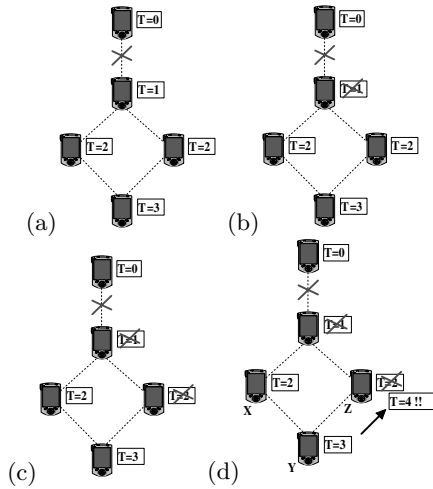 T=0
T=1
T=2
T=2
T=3
(a)
T=0
T=1
T=2
T=2
T=3
(b)
T=0
T=1
T=2
T=2
T=3
(c)
T=0
T=1
T=2
T=2
T=4 !!
X
Z
T=3
Y
(d)